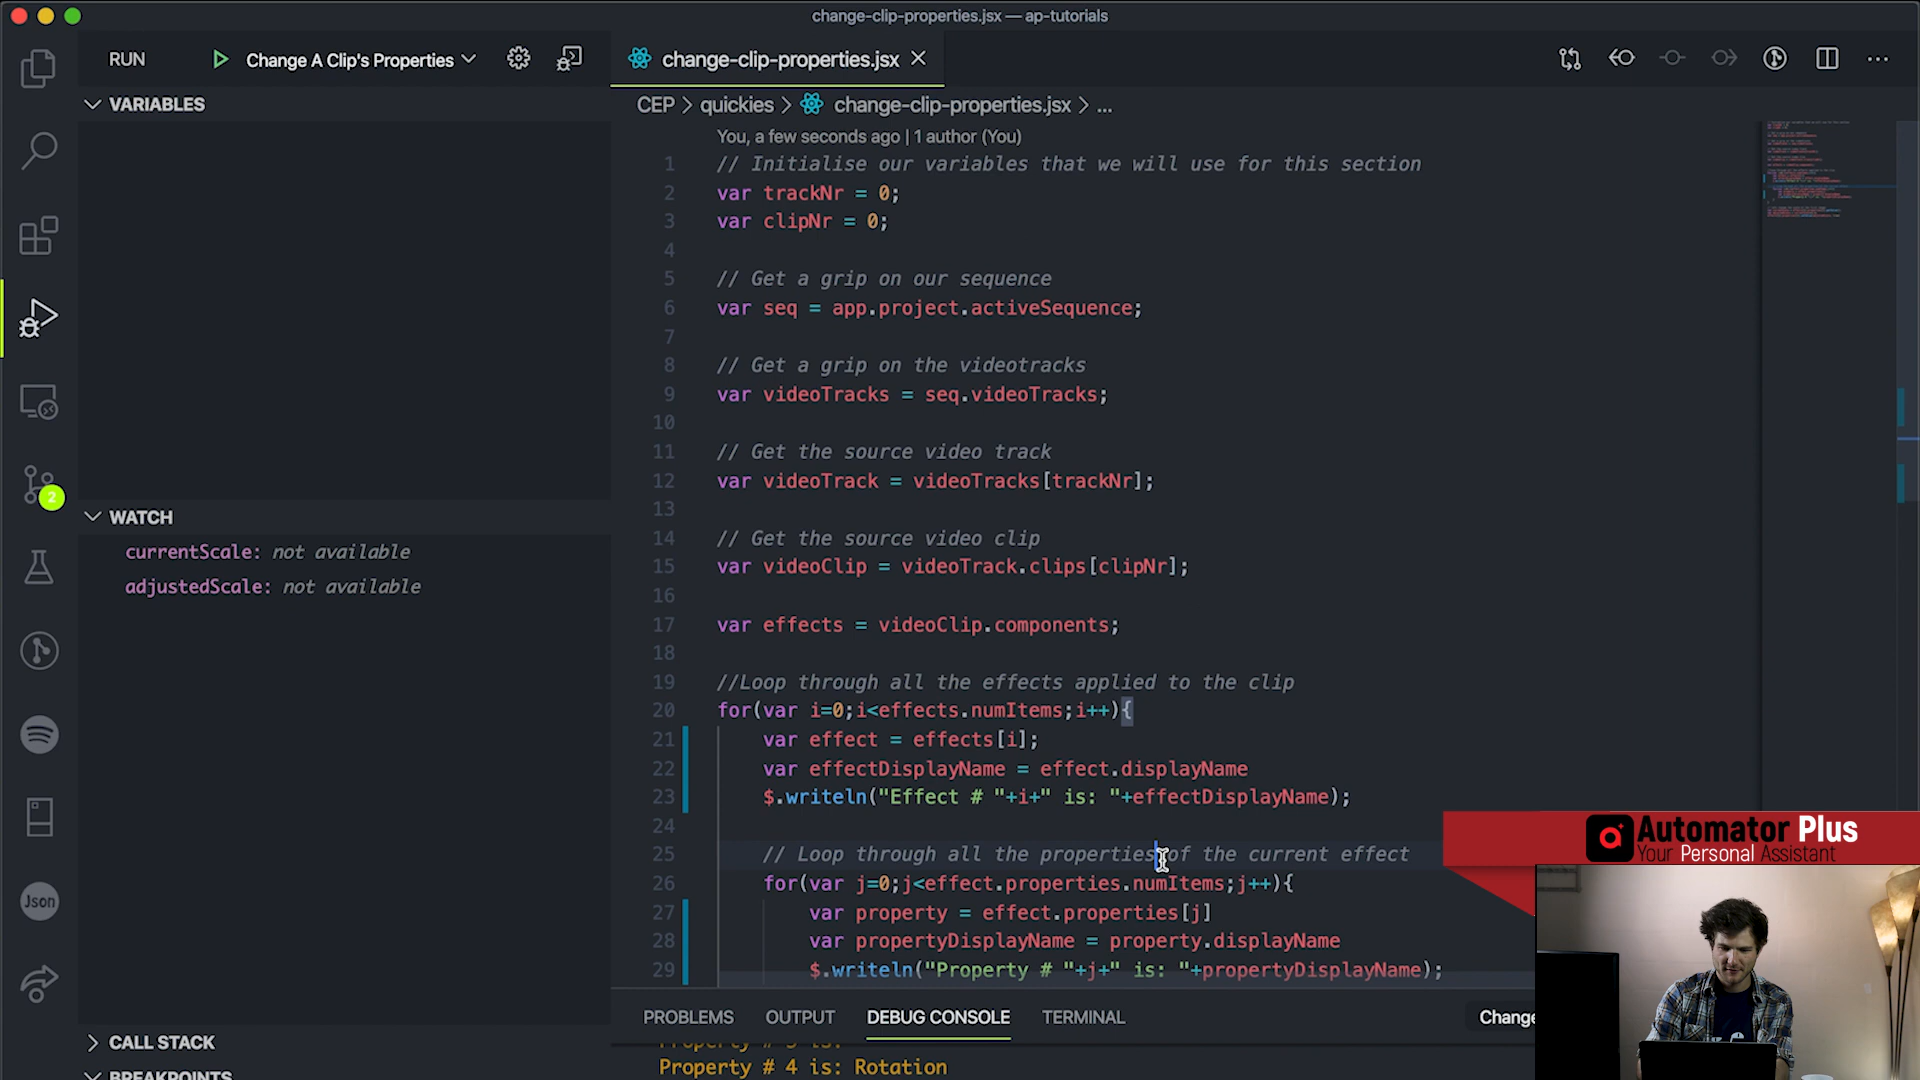 change-clip-properties.jsx — ap-tutorials
RUN
Change A Clip's Properties
change-clip-properties.jsx
VARIABLES
CEP > quickies > change-clip-properties.jsx > ...
You, a few seconds ago | 1 author (You)
1 // Initialise our variables that we will use for this section
2 var trackNr = 0;
3 var clipNr = 0;
4
5 // Get a grip on our sequence
6 var seq = app.project.activeSequence;
7
8 // Get a grip on the videotracks
9 var videoTracks = seq.videoTracks;
10
11 // Get the source video track
12 var videoTrack = videoTracks[trackNr];
13
14 // Get the source video clip
15 var videoClip = videoTrack.clips[clipNr];
16
17 var effects = videoClip.components;
18
19 //Loop through all the effects applied to the clip
20 for(var i=0;i<effects.numItems;i++){
21 var effect = effects[i];
22 var effectDisplayName = effect.displayName
23 $.writeln("Effect # "+i+" is: "+effectDisplayName);
24
25 // Loop through all the properties of the current effect
26 for(var j=0;j<effect.properties.numItems;j++){
27 var property = effect.properties[j]
28 var propertyDisplayName = property.displayName
29 $.writeln("Property # "+j+" is: "+propertyDisplayName);
2
WATCH
currentScale: not available
adjustedScale: not available
Json
CALL STACK
BREAKPOINTS
PROBLEMS
OUTPUT
DEBUG CONSOLE
TERMINAL
Change
Property # 4 is: Rotation
Automator Plus
Your Personal Assistant